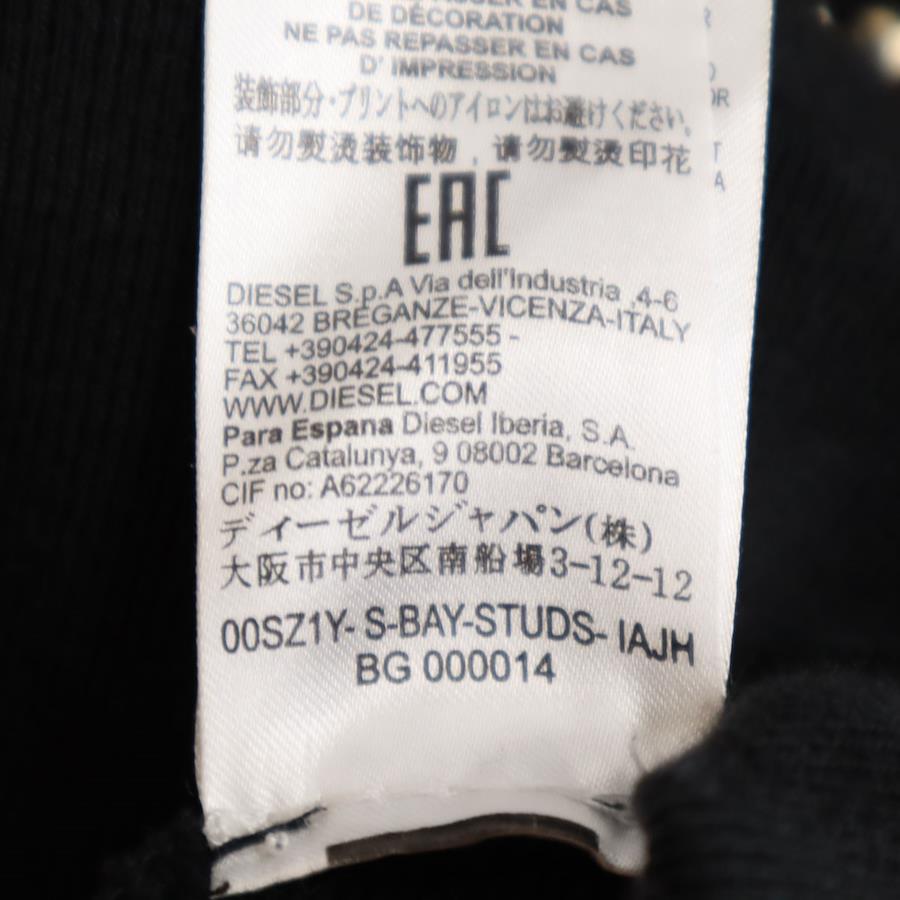 REPASSER EN CAS
DE DÉCORATION
NE PAS REPASSER EN CAS
D'IMPRESSION
装飾部分・プリントへのアイロンはお避けください。
请勿熨烫装饰物，请勿熨烫印花
EAC
DIESEL S.p.A Via dell'Industria ,4-6
36042 BREGANZE-VICENZA-ITALY
TEL +390424-477555 -
FAX +390424-411955
WWW.DIESEL.COM
Para Espana Diesel Iberia, S.A.
P.za Catalunya, 9 08002 Barcelona
CIF no: A62226170
ディーゼルジャパン(株)
大阪市中央区南船場3-12-12
00SZ1Y- S-BAY-STUDS- IAJH
BG 000014